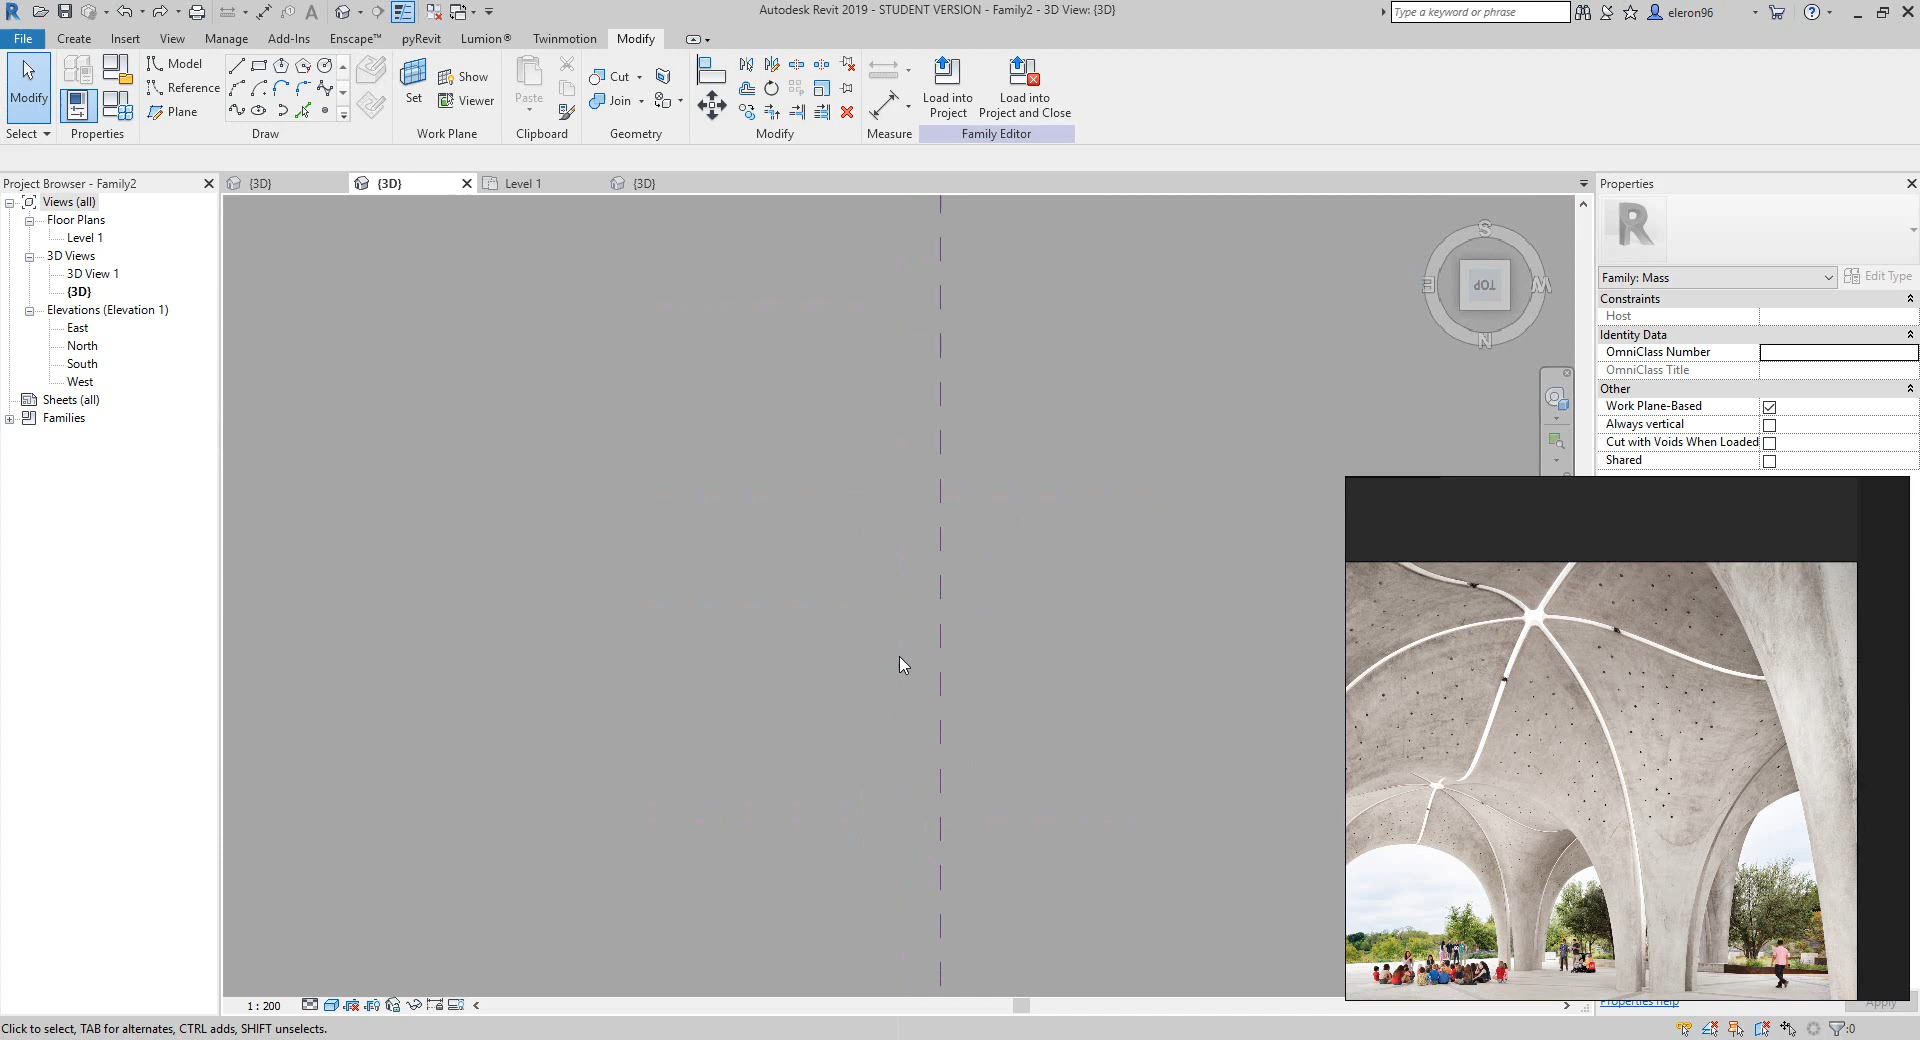 Autodesk Revit 2019 - STUDENT VERSION - Family2 - 3D View: {3D}
Type a keyword or phrase
eleron96
File
Create
Insert
View
Manage
Add-Ins
Enscape™
pyRevit
Lumion®
Twinmotion
Modify
Modify
Select
Properties
Model
Reference
Plane
Draw
Set
Show
Viewer
Work Plane
Paste
Clipboard
Cut
Join
Geometry
Modify
Measure
Load into
Project
Load into
Project and Close
Family Editor
Project Browser - Family2
Views (all)
Floor Plans
Level 1
3D Views
3D View 1
{3D}
Elevations (Elevation 1)
East
North
South
West
Sheets (all)
Families
{3D}
{3D}
Level 1
{3D}
S
E
W
N
TOP
Properties
R
Family: Mass
Edit Type
Constraints
Host
Identity Data
OmniClass Number
OmniClass Title
Other
Work Plane-Based
Always vertical
Cut with Voids When Loaded
Shared
Properties help
Apply
1 : 200
Click to select, TAB for alternates, CTRL adds, SHIFT unselects.
:0